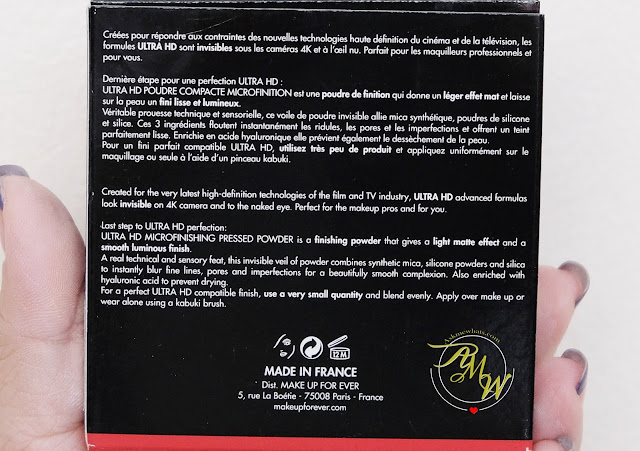 Créées pour répondre aux contraintes des nouvelles technologies haute définition du cinéma et de la télévision, les
formules ULTRA HD sont invisibles sous les caméras 4K et à l'œil nu. Parfait pour les maquilleurs professionnels et
pour vous.
Dernière étape pour une perfection ULTRA HD :
ULTRA HD POUDRE COMPACTE MICROFINITION est une poudre de finition qui donne un léger effet mat et laisse
sur la peau un fini lisse et lumineux.
Véritable prouesse technique et sensorielle, ce voile de poudre invisible allie mica synthétique, poudres de silicone
et silice. Ces 3 ingrédients floutent instantanément les ridules, les pores et les imperfections et offrent un teint
parfaitement lisse. Enrichie en acide hyaluronique elle prévient également le dessèchement de la peau.
Pour un fini parfait compatible ULTRA HD, utilisez très peu de produit et appliquez uniformément sur le
maquillage ou seule à l'aide d'un pinceau kabuki.
Created for the very latest high-definition technologies of the film and TV industry, ULTRA HD advanced formulas
look invisible on 4K camera and to the naked eye. Perfect for the makeup pros and for you.
Last step to ULTRA HD perfection:
ULTRA HD MICROFINISHING PRESSED POWDER is a finishing powder that gives a light matte effect and a
smooth luminous finish.
A real technical and sensory feat, this invisible veil of powder combines synthetic mica, silicone powders and silica
to instantly blur fine lines, pores and imperfections for a beautifully smooth complexion. Also enriched with
hyaluronic acid to prevent drying.
For a perfect ULTRA HD compatible finish, use a very small quantity and blend evenly. Apply over make up or
wear alone using a kabuki brush.
12M
MADE IN FRANCE
Dist. MAKE UP FOR EVER
5, rue La Boétie - 75008 Paris - France
makeupforever.com
Askmewhats.com
AMW